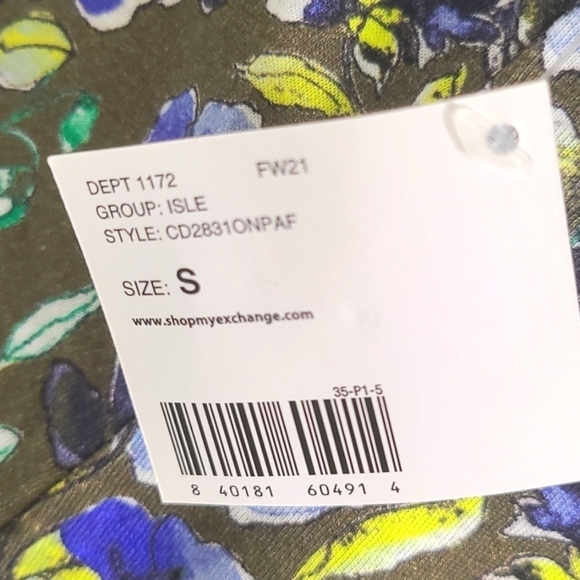 DEPT 1172 FW21
GROUP: ISLE
STYLE: CD2831ONPAF
SIZE: S
www.shopmyexchange.com
35-P1-5
8 40181 60491 4